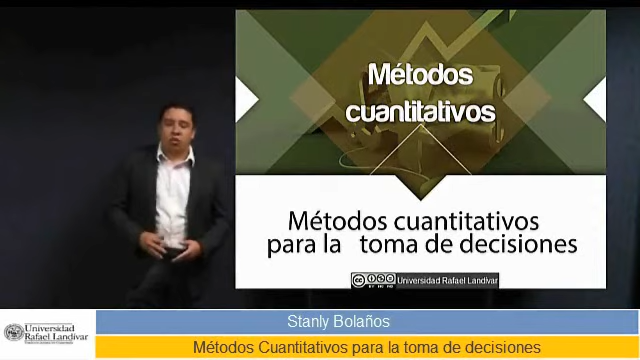 Métodos
cuantitativos
Métodos cuantitativos
para la toma de decisiones
Universidad Rafael Landívar
Stanly Bolaños
Universidad
Rafael Landívar
Métodos Cuantitativos para la toma de decisiones